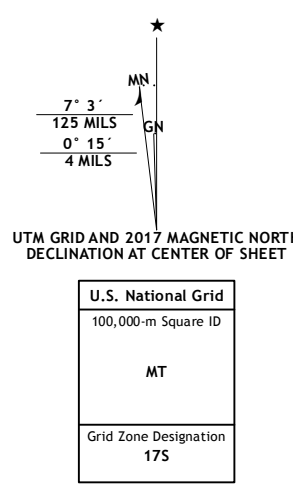 ★
MN
7° 3´
125 MILS
GN
0° 15´
4 MILS
UTM GRID AND 2017 MAGNETIC NORTH
DECLINATION AT CENTER OF SHEET
U.S. National Grid
100,000-m Square ID
MT
Grid Zone Designation
17S